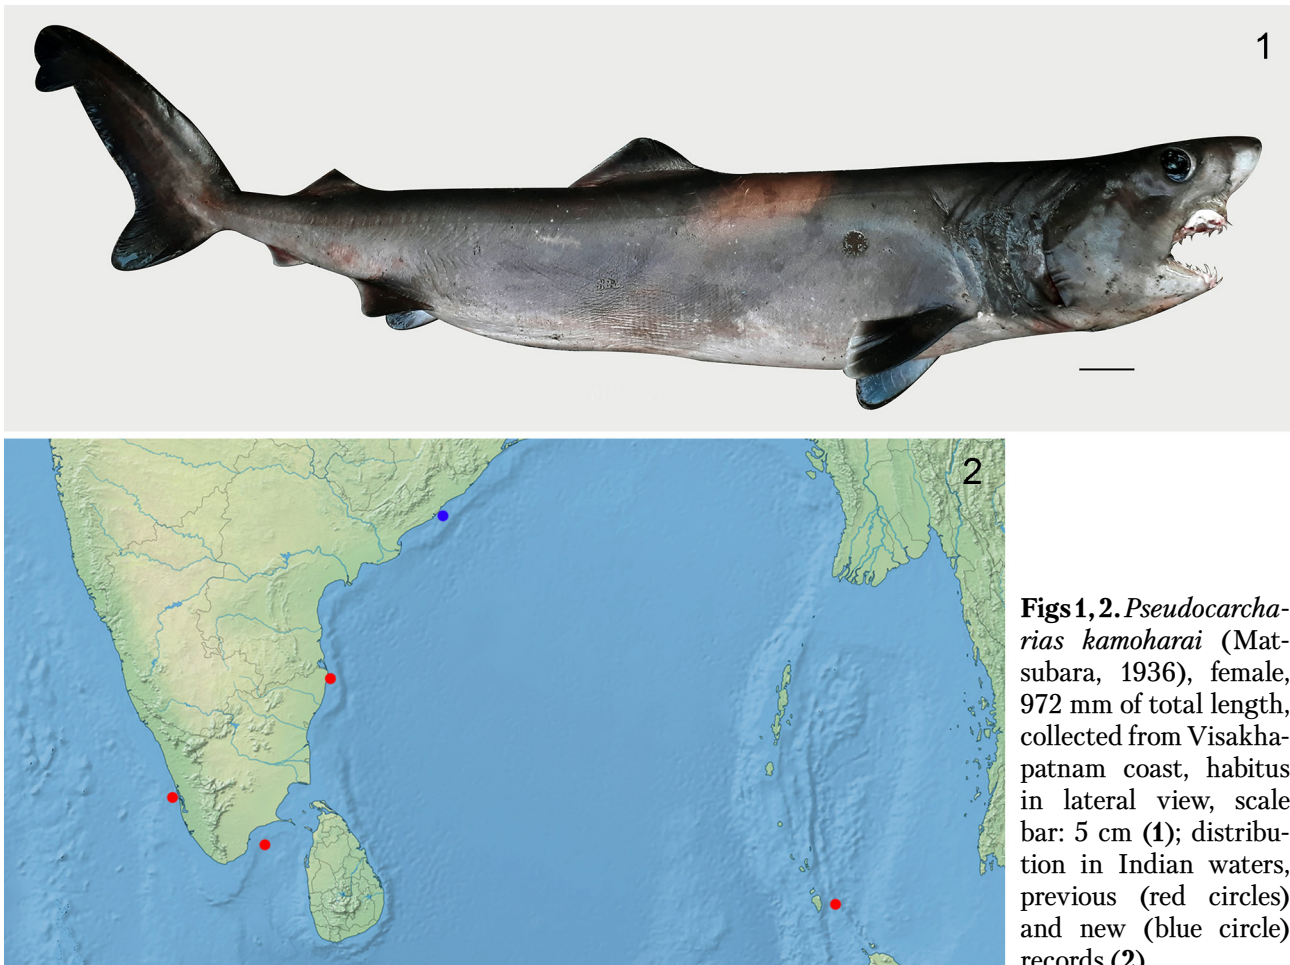 1
2
Figs 1, 2. Pseudocarcha-
rias kamoharai (Mat-
subara, 1936), female,
972 mm of total length,
collected from Visakha-
patnam coast, habitus
in lateral view, scale
bar: 5 cm (1); distribu-
tion in Indian waters,
previous (red circles)
and new (blue circle)
records (2)